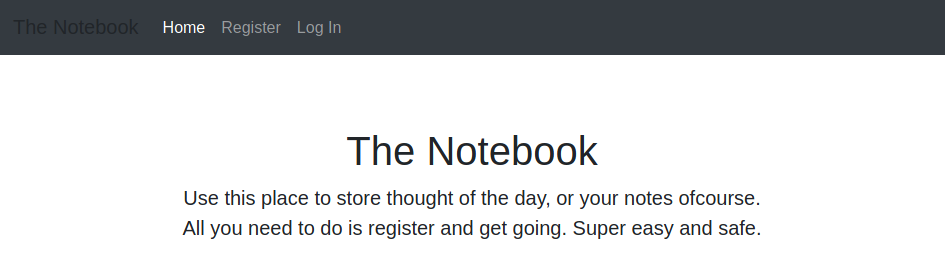 The Notebook Home Register Log In
The Notebook
Use this place to store thought of the day, or your notes ofcourse.
All you need to do is register and get going. Super easy and safe.